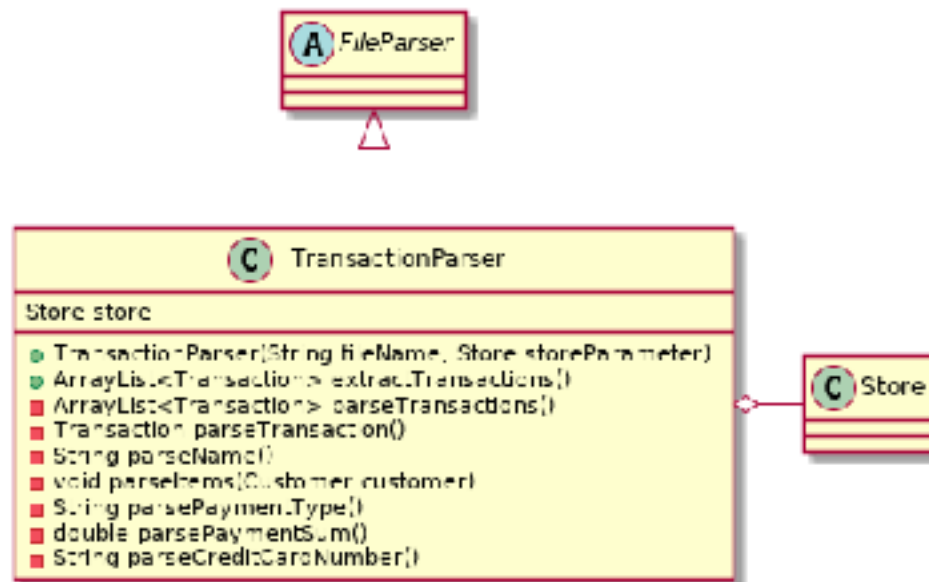 A FileParser
C TransactionParser
Store store
TransactionParser(String fileName, Store storeParameter)
ArrayList<Transaction> extractTransactions()
ArrayList<Transaction> parseTransactions()
Transaction parseTransaction()
String parseName()
void parseItems(Customer customer)
String parsePaymentType()
double parsePaymentSum()
String parseCreditCardNumber()
C Store